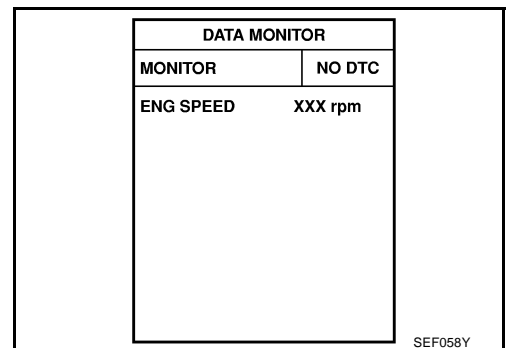 DATA MONITOR
MONITOR NO DTC
ENG SPEED XXX rpm
SEF058Y